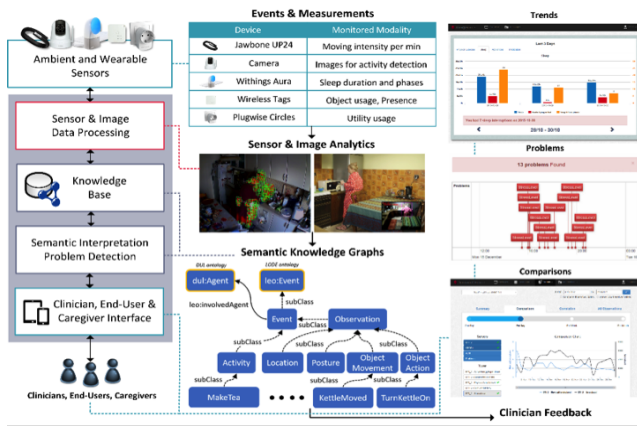 Events & Measurements
Device
Monitored Modality
Jawbone UP24
Moving intensity per min
Camera
Images for activity detection
Withings Aura
Sleep duration and phases
Wireless Tags
Object usage, Presence
Plugwise Circles
Utility usage
Ambient and Wearable
Sensors
Sensor & Image
Data Processing
Knowledge
Base
Semantic Interpretation
Problem Detection
Clinician, End-User &
Caregiver Interface
Clinicians, End-Users, Caregivers
Sensor & Image Analytics
Semantic Knowledge Graphs
DUL ontology
LODE ontology
dul:Agent
leo:Event
leo:involvedAgent
subClass
Event
Observation
subClass
subClass
subClass
Activity
Location
Posture
Object
Movement
Object
Action
subClass
subClass
subClass
MakeTea
KettleMoved
TurnKettleOn
Clinician Feedback
Trends
Last 3 Days
Problems
13 problems Found
Problems
Comparisons